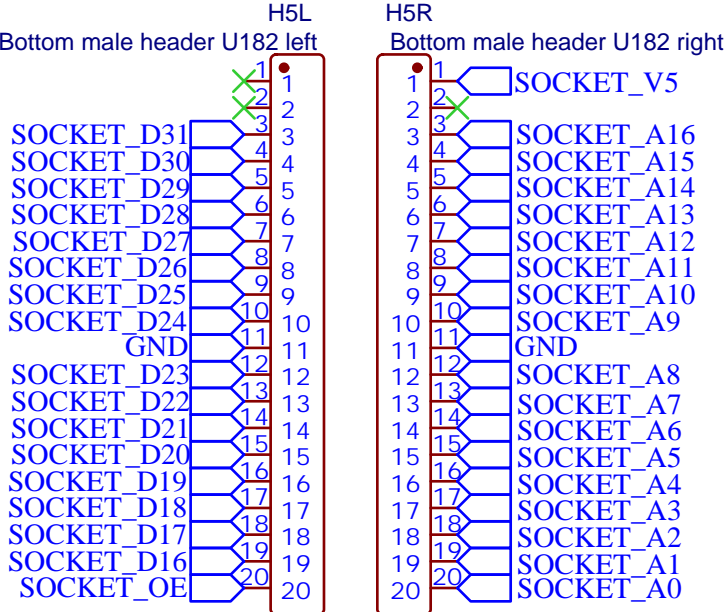 H5L H5R
Bottom male header U182 left Bottom male header U182 right
1 1 1 1 SOCKET_V5
2 2 2 2
SOCKET_D31 3 3 3 3 SOCKET_A16
SOCKET_D30 4 4 4 4 SOCKET_A15
SOCKET_D29 5 5 5 5 SOCKET_A14
SOCKET_D28 6 6 6 6 SOCKET_A13
SOCKET_D27 7 7 7 7 SOCKET_A12
SOCKET_D26 8 8 8 8 SOCKET_A11
SOCKET_D25 9 9 9 9 SOCKET_A10
SOCKET_D24 10 10 10 10 SOCKET_A9
GND 11 11 11 11 GND
SOCKET_D23 12 12 12 12 SOCKET_A8
SOCKET_D22 13 13 13 13 SOCKET_A7
SOCKET_D21 14 14 14 14 SOCKET_A6
SOCKET_D20 15 15 15 15 SOCKET_A5
SOCKET_D19 16 16 16 16 SOCKET_A4
SOCKET_D18 17 17 17 17 SOCKET_A3
SOCKET_D17 18 18 18 18 SOCKET_A2
SOCKET_D16 19 19 19 19 SOCKET_A1
SOCKET_OE 20 20 20 20 SOCKET_A0